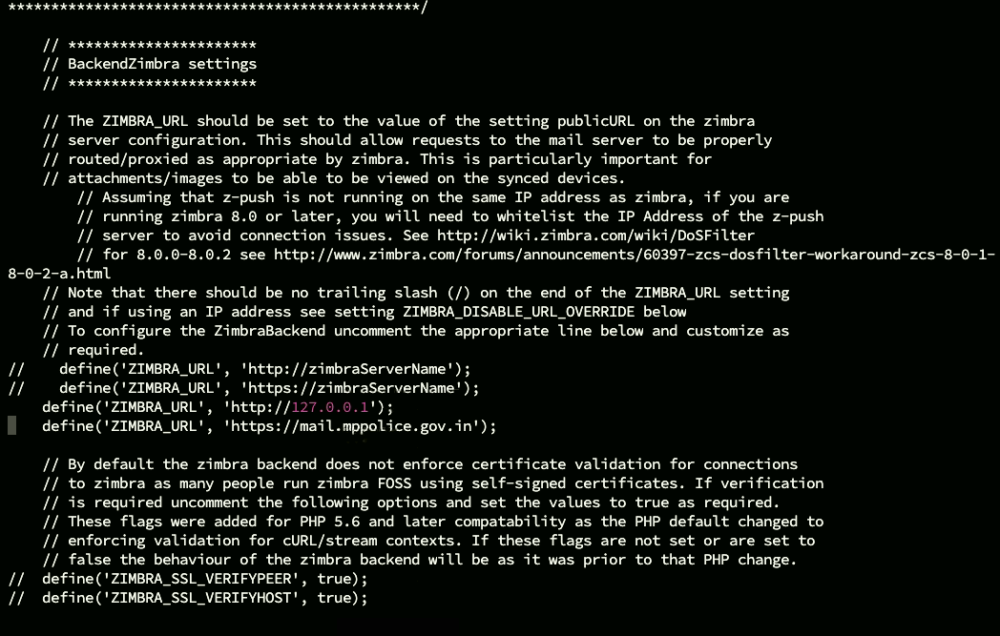 ************************************************/
// **********************
// BackendZimbra settings
// **********************
// The ZIMBRA_URL should be set to the value of the setting publicURL on the zimbra
// server configuration. This should allow requests to the mail server to be properly
// routed/proxied as appropriate by zimbra. This is particularly important for
// attachments/images to be able to be viewed on the synced devices.
// Assuming that z-push is not running on the same IP address as zimbra, if you are
// running zimbra 8.0 or later, you will need to whitelist the IP Address of the z-push
// server to avoid connection issues. See http://wiki.zimbra.com/wiki/DoSFilter
// for 8.0.0-8.0.2 see http://www.zimbra.com/forums/announcements/60397-zcs-dosfilter-workaround-zcs-8-0-1-
8-0-2-a.html
// Note that there should be no trailing slash (/) on the end of the ZIMBRA_URL setting
// and if using an IP address see setting ZIMBRA_DISABLE_URL_OVERRIDE below
// To configure the ZimbraBackend uncomment the appropriate line below and customize as
// required.
//    define('ZIMBRA_URL', 'http://zimbraServerName');
//    define('ZIMBRA_URL', 'https://zimbraServerName');
define('ZIMBRA_URL', 'http://127.0.0.1');
define('ZIMBRA_URL', 'https://mail.mppolice.gov.in');
// By default the zimbra backend does not enforce certificate validation for connections
// to zimbra as many people run zimbra FOSS using self-signed certificates. If verification
// is required uncomment the following options and set the values to true as required.
// These flags were added for PHP 5.6 and later compatability as the PHP default changed to
// enforcing validation for cURL/stream contexts. If these flags are not set or are set to
// false the behaviour of the zimbra backend will be as it was prior to that PHP change.
//  define('ZIMBRA_SSL_VERIFYPEER', true);
//  define('ZIMBRA_SSL_VERIFYHOST', true);